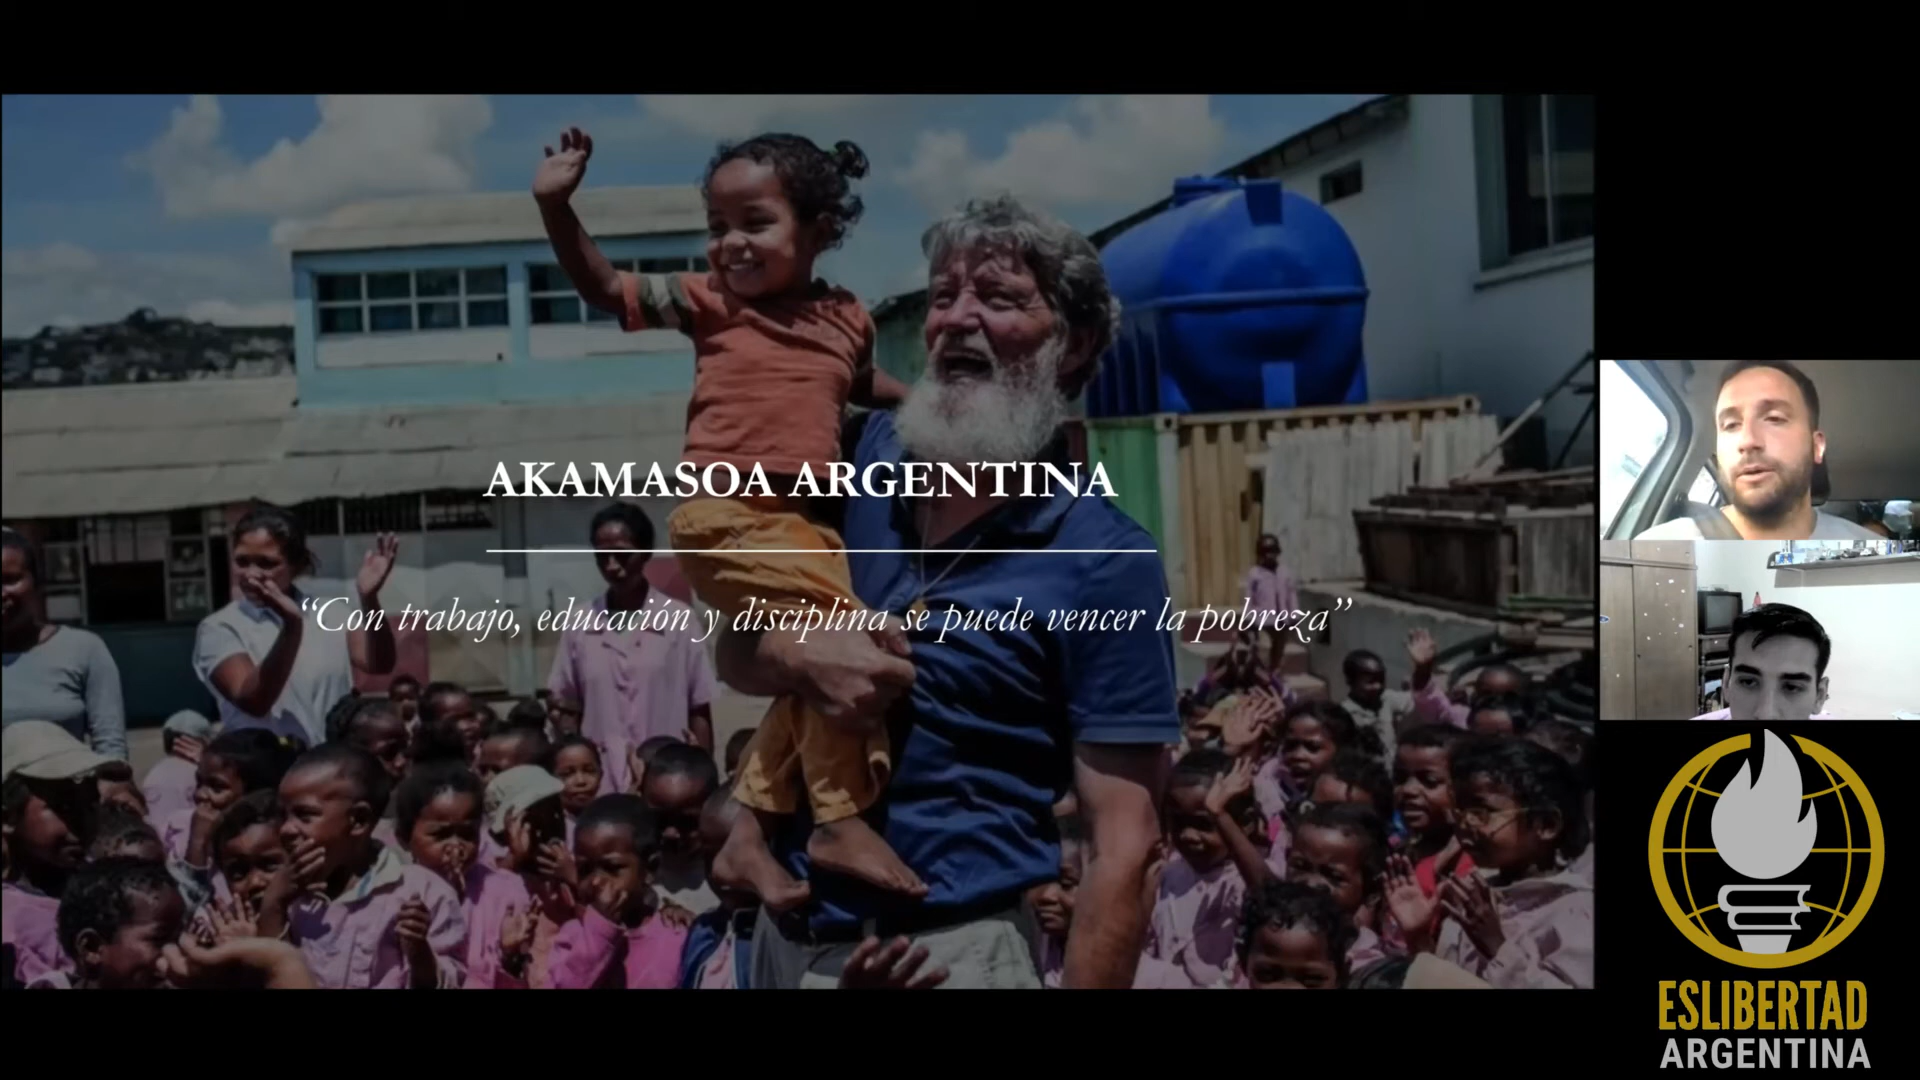 AKAMASOA ARGENTINA
“Con trabajo, educación y disciplina se puede vencer la pobreza”
ESLIBERTAD
ARGENTINA